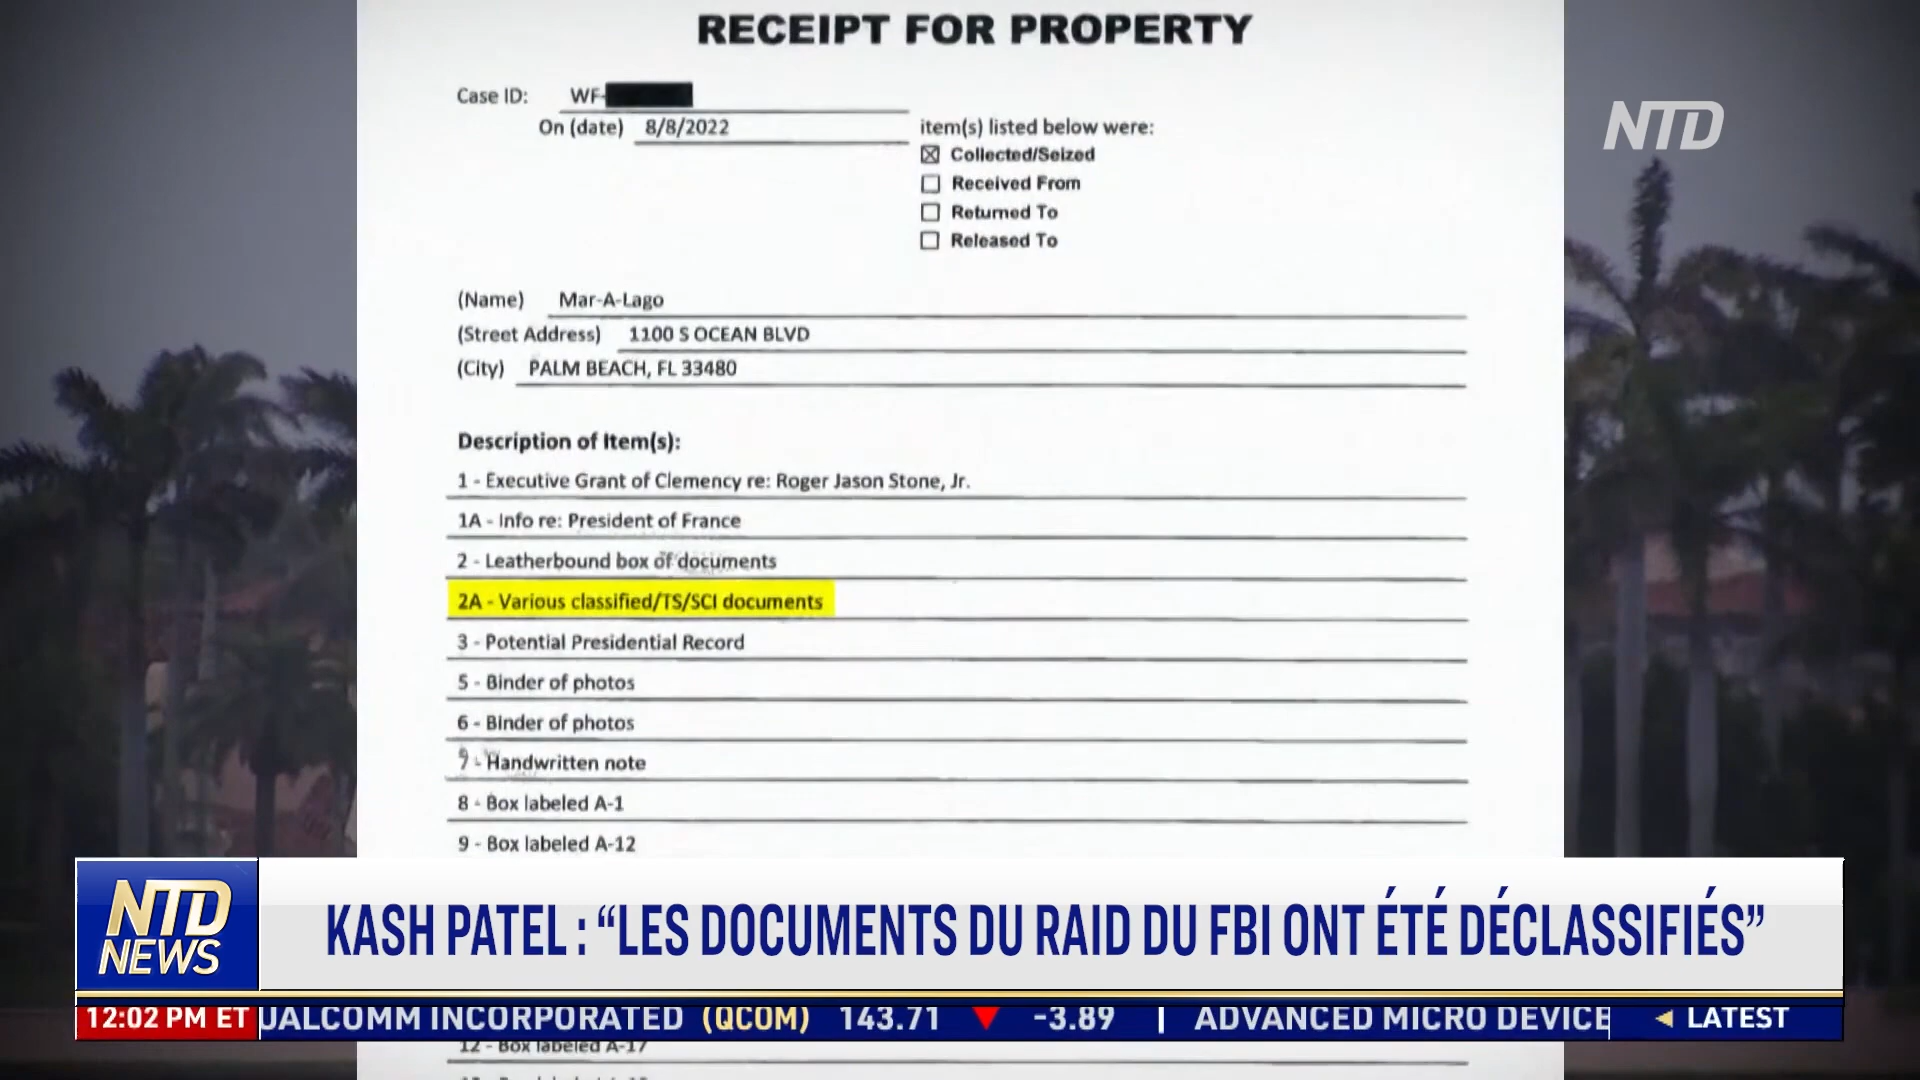 RECEIPT FOR PROPERTY
Case ID: WF-
On (date) 8/8/2022 item(s) listed below were:
☒ Collected/Seized
☐ Received From
☐ Returned To
☐ Released To
NTD
(Name) Mar-A-Lago
(Street Address) 1100 S OCEAN BLVD
(City) PALM BEACH, FL 33480
Description of Item(s):
1 - Executive Grant of Clemency re: Roger Jason Stone, Jr.
1A - Info re: President of France
2 - Leatherbound box of documents
2A - Various classified/TS/SCI documents
3 - Potential Presidential Record
5 - Binder of photos
6 - Binder of photos
7 - Handwritten note
8 - Box labeled A-1
9 - Box labeled A-12
NTD
NEWS
KASH PATEL : “LES DOCUMENTS DU RAID DU FBI ONT ÉTÉ DÉCLASSIFIÉS”
12:02 PM ET UALCOMM INCORPORATED (QCOM) 143.71 ▼ -3.89 | ADVANCED MICRO DEVICE ◄ LATEST
12 - Box labeled A-17